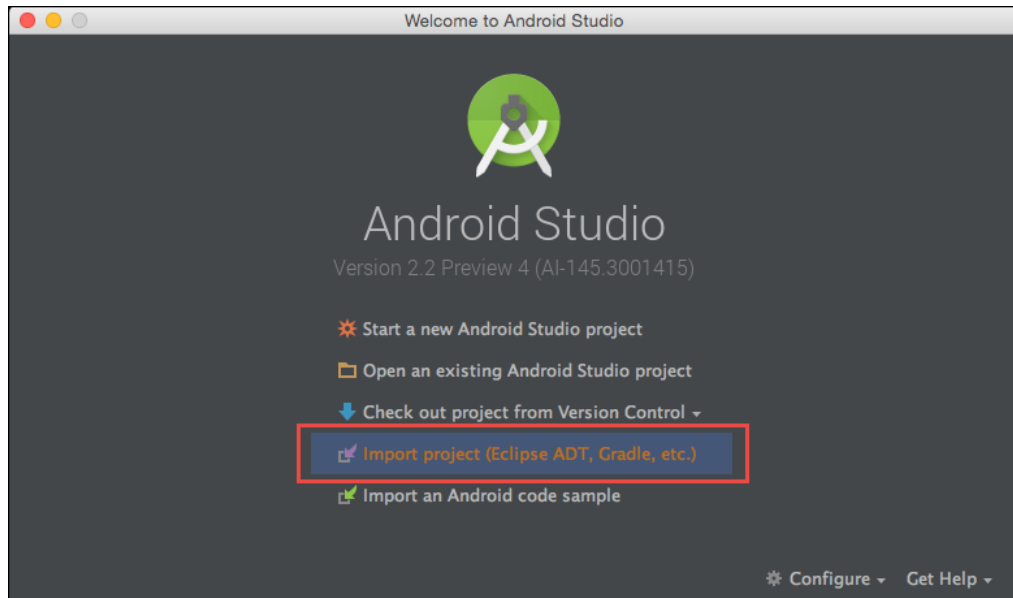 Welcome to Android Studio
Android Studio
Version 2.2 Preview 4 (AI-145.3001415)
Start a new Android Studio project
Open an existing Android Studio project
Check out project from Version Control
Import project (Eclipse ADT, Gradle, etc.)
Import an Android code sample
Configure Get Help